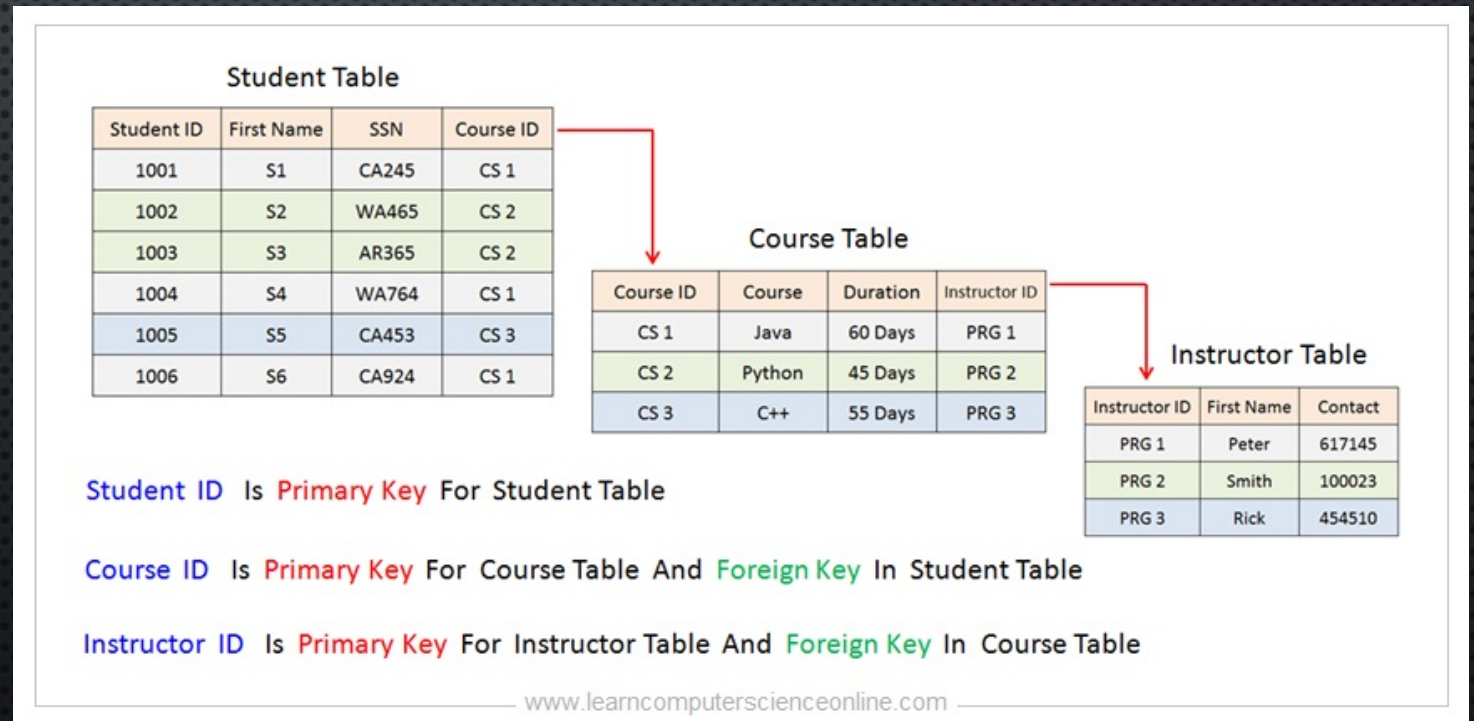 Student Table
Student ID First Name SSN Course ID
1001 S1 CA245 CS 1
1002 S2 WA465 CS 2
1003 S3 AR365 CS 2
1004 S4 WA764 CS 1
1005 S5 CA453 CS 3
1006 S6 CA924 CS 1
Course Table
Course ID Course Duration Instructor ID
CS 1 Java 60 Days PRG 1
CS 2 Python 45 Days PRG 2
CS 3 C++ 55 Days PRG 3
Instructor Table
Instructor ID First Name Contact
PRG 1 Peter 617145
PRG 2 Smith 100023
PRG 3 Rick 454510
Student ID Is Primary Key For Student Table
Course ID Is Primary Key For Course Table And Foreign Key In Student Table
Instructor ID Is Primary Key For Instructor Table And Foreign Key In Course Table
www.learncomputerscienceonline.com